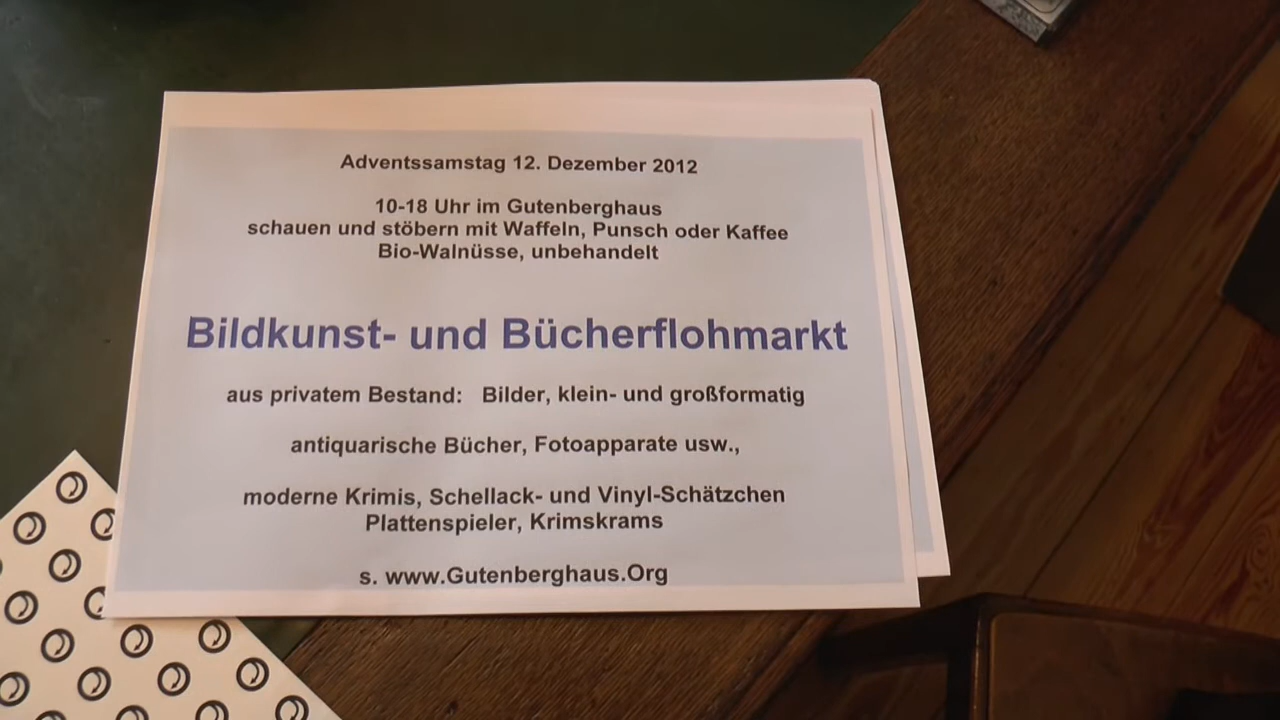 Adventssamstag 12. Dezember 2012
10-18 Uhr im Gutenberghaus
schauen und stöbern mit Waffeln, Punsch oder Kaffee
Bio-Walnüsse, unbehandelt
Bildkunst- und Bücherflohmarkt
aus privatem Bestand: Bilder, klein- und großformatig
antiquarische Bücher, Fotoapparate usw.,
moderne Krimis, Schellack- und Vinyl-Schätzchen
Plattenspieler, Krimskrams
s. www.Gutenberghaus.Org